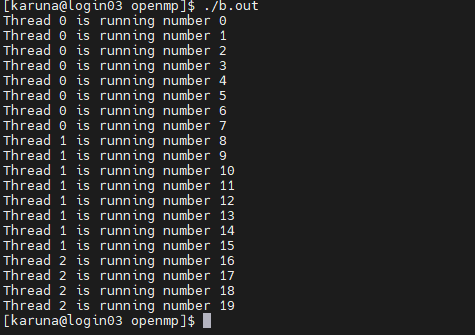 [karuna@login03 openmp]$ ./b.out
Thread 0 is running number 0
Thread 0 is running number 1
Thread 0 is running number 2
Thread 0 is running number 3
Thread 0 is running number 4
Thread 0 is running number 5
Thread 0 is running number 6
Thread 0 is running number 7
Thread 1 is running number 8
Thread 1 is running number 9
Thread 1 is running number 10
Thread 1 is running number 11
Thread 1 is running number 12
Thread 1 is running number 13
Thread 1 is running number 14
Thread 1 is running number 15
Thread 2 is running number 16
Thread 2 is running number 17
Thread 2 is running number 18
Thread 2 is running number 19
[karuna@login03 openmp]$